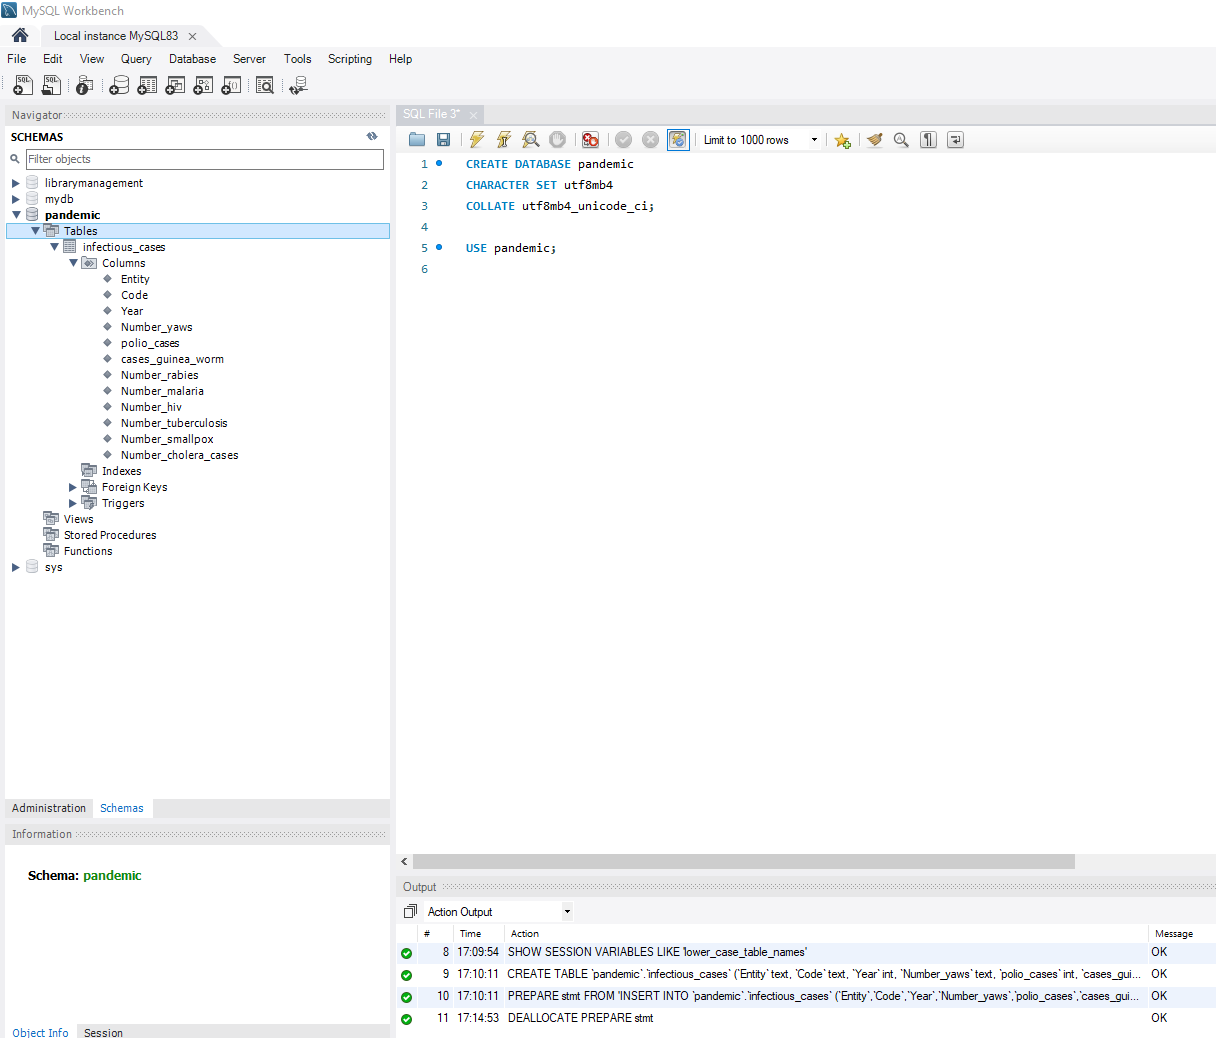 MySQL Workbench
Local instance MySQL83
File Edit View Query Database Server Tools Scripting Help
Navigator
SCHEMAS
Filter objects
librarymanagement
mydb
pandemic
Tables
infectious_cases
Columns
Entity
Code
Year
Number_yaws
polio_cases
cases_guinea_worm
Number_rabies
Number_malaria
Number_hiv
Number_tuberculosis
Number_smallpox
Number_cholera_cases
Indexes
Foreign Keys
Triggers
Views
Stored Procedures
Functions
sys
Administration Schemas
Information
Schema: pandemic
Object Info Session
SQL File 3*
Limit to 1000 rows
1 CREATE DATABASE pandemic
2 CHARACTER SET utf8mb4
3 COLLATE utf8mb4_unicode_ci;
4
5 USE pandemic;
6
Output
Action Output
# Time Action Message
8 17:09:54 SHOW SESSION VARIABLES LIKE 'lower_case_table_names' OK
9 17:10:11 CREATE TABLE `pandemic`.`infectious_cases` (`Entity` text, `Code` text, `Year` int, `Number_yaws` text, `polio_cases` int, `cases_gui... OK
10 17:10:11 PREPARE stmt FROM 'INSERT INTO `pandemic`.`infectious_cases` (`Entity`,`Code`,`Year`,`Number_yaws`,`polio_cases`,`cases_gui... OK
11 17:14:53 DEALLOCATE PREPARE stmt OK